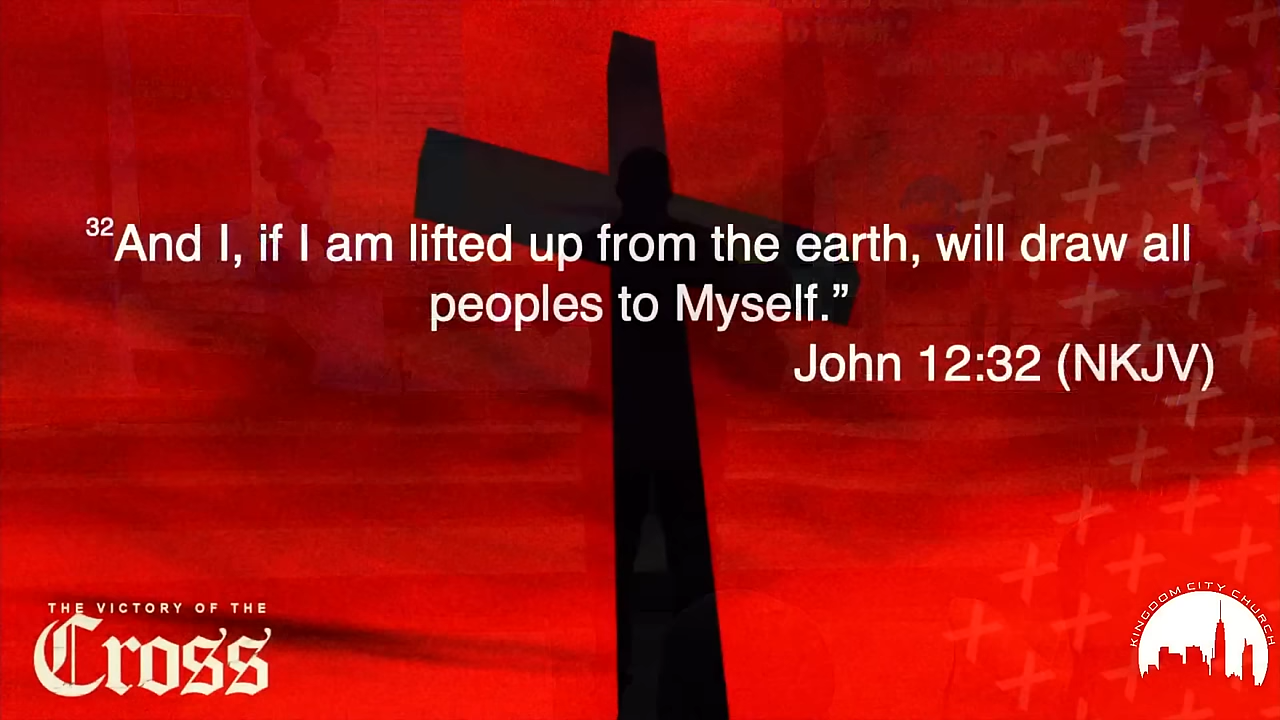 ³²And I, if I am lifted up from the earth, will draw all
peoples to Myself.”
John 12:32 (NKJV)
THE VICTORY OF THE
Cross
KINGDOM CITY CHURCH